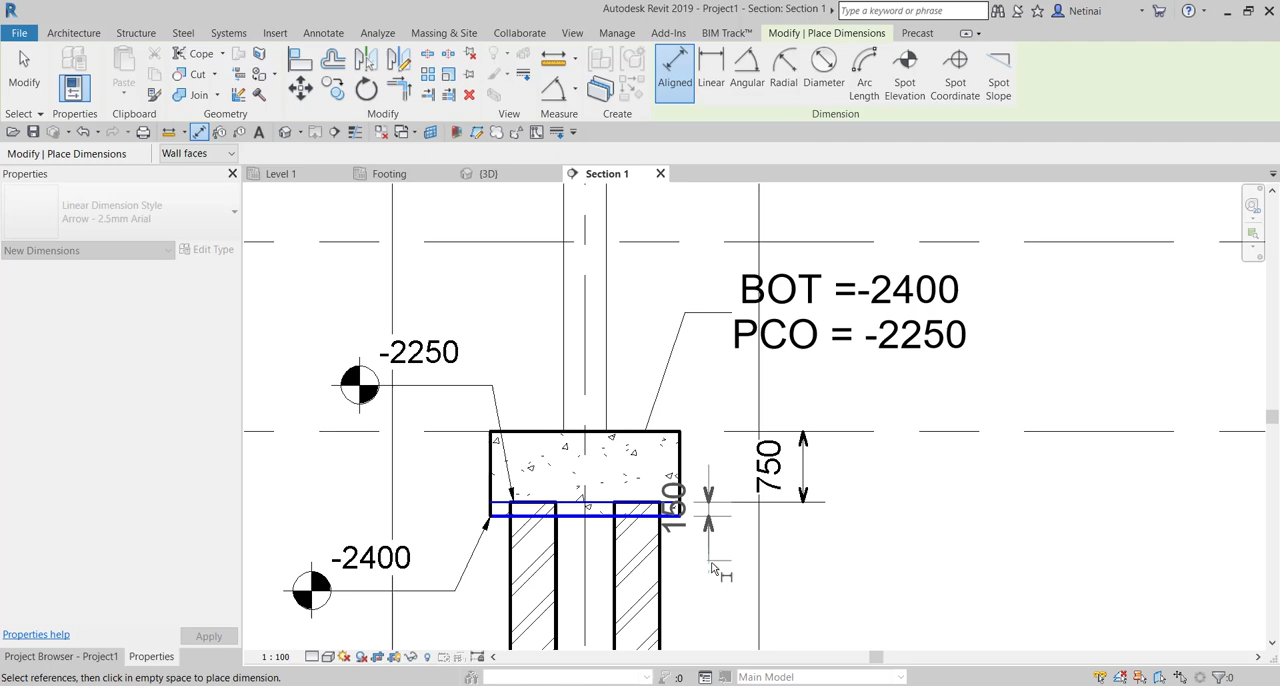 Autodesk Revit 2019 - Project1 - Section: Section 1
Type a keyword or phrase
Netinai
File Architecture Structure Steel Systems Insert Annotate Analyze Massing & Site Collaborate View Manage Add-Ins BIM Track™ Modify | Place Dimensions Precast
Modify
Paste
Cope
Cut
Join
Aligned Linear Angular Radial Diameter Arc Length Spot Elevation Spot Coordinate Spot Slope
Select Properties Clipboard Geometry Modify View Measure Create Dimension
Modify | Place Dimensions Wall faces
Properties
Level 1 Footing {3D} Section 1
Linear Dimension Style
Arrow - 2.5mm Arial
New Dimensions Edit Type
BOT =-2400
PCO = -2250
-2250
750
150
-2400
Properties help Apply
Project Browser - Project1 Properties
1 : 100
Select references, then click in empty space to place dimension.
:0
Main Model
:0